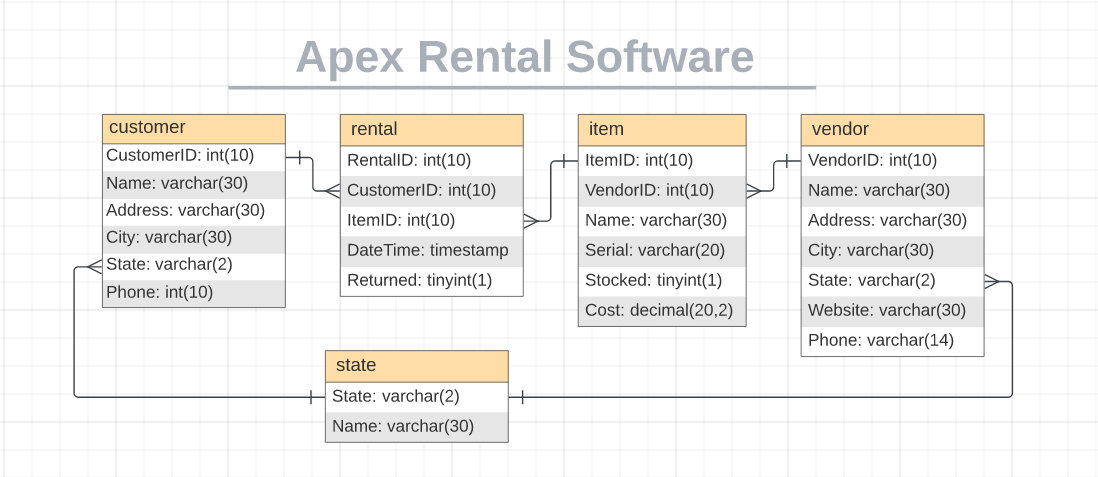 Apex Rental Software
customer
CustomerID: int(10)
Name: varchar(30)
Address: varchar(30)
City: varchar(30)
State: varchar(2)
Phone: int(10)
rental
RentalID: int(10)
CustomerID: int(10)
ItemID: int(10)
DateTime: timestamp
Returned: tinyint(1)
item
ItemID: int(10)
VendorID: int(10)
Name: varchar(30)
Serial: varchar(20)
Stocked: tinyint(1)
Cost: decimal(20,2)
vendor
VendorID: int(10)
Name: varchar(30)
Address: varchar(30)
City: varchar(30)
State: varchar(2)
Website: varchar(30)
Phone: varchar(14)
state
State: varchar(2)
Name: varchar(30)